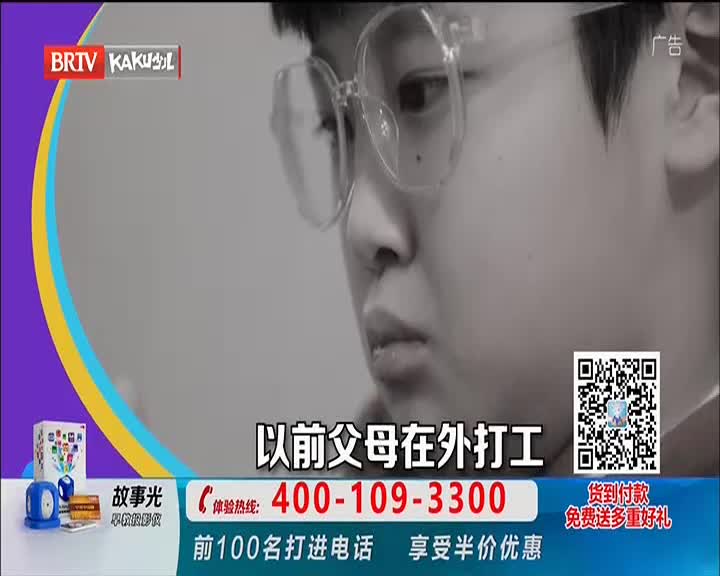 BRTV KAKU少儿
广告
以前父母在外打工
故事光
早教投影仪
体验热线: 400-109-3300
货到付款
免费送多重好礼
前100名打进电话 享受半价优惠